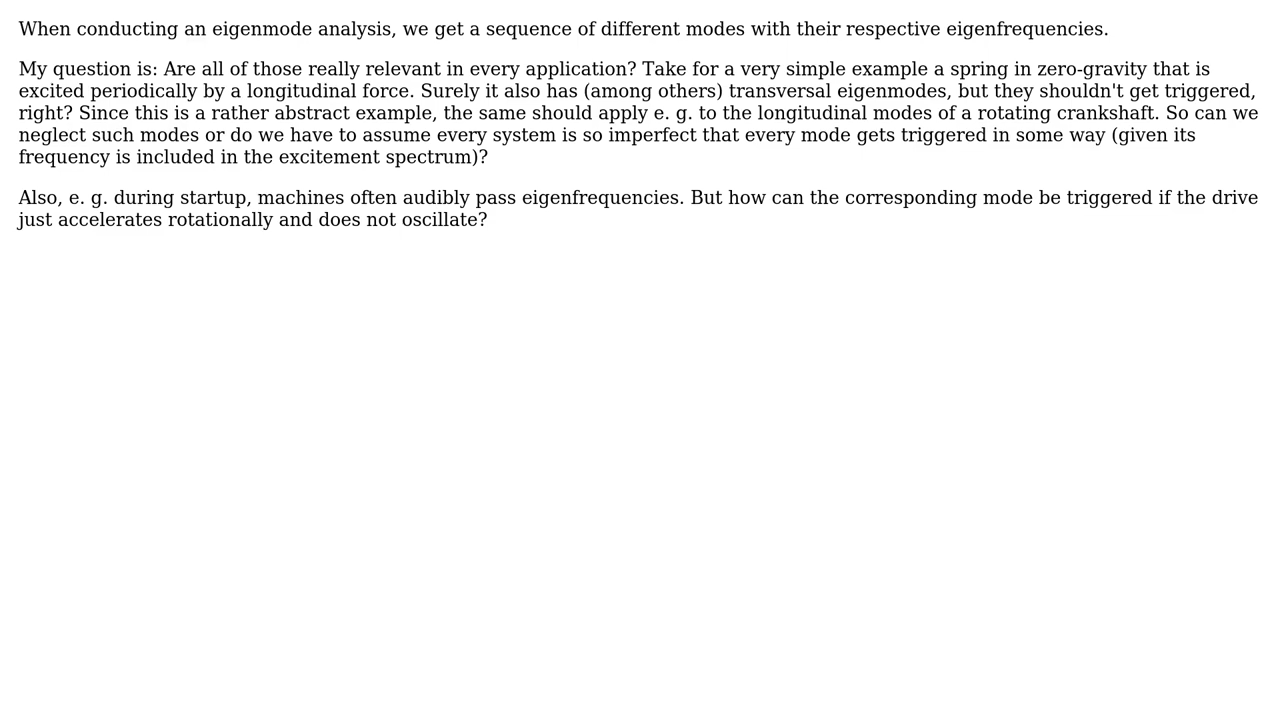 When conducting an eigenmode analysis, we get a sequence of different modes with their respective eigenfrequencies.
My question is: Are all of those really relevant in every application? Take for a very simple example a spring in zero-gravity that is
excited periodically by a longitudinal force. Surely it also has (among others) transversal eigenmodes, but they shouldn't get triggered,
right? Since this is a rather abstract example, the same should apply e. g. to the longitudinal modes of a rotating crankshaft. So can we
neglect such modes or do we have to assume every system is so imperfect that every mode gets triggered in some way (given its
frequency is included in the excitement spectrum)?
Also, e. g. during startup, machines often audibly pass eigenfrequencies. But how can the corresponding mode be triggered if the drive
just accelerates rotationally and does not oscillate?